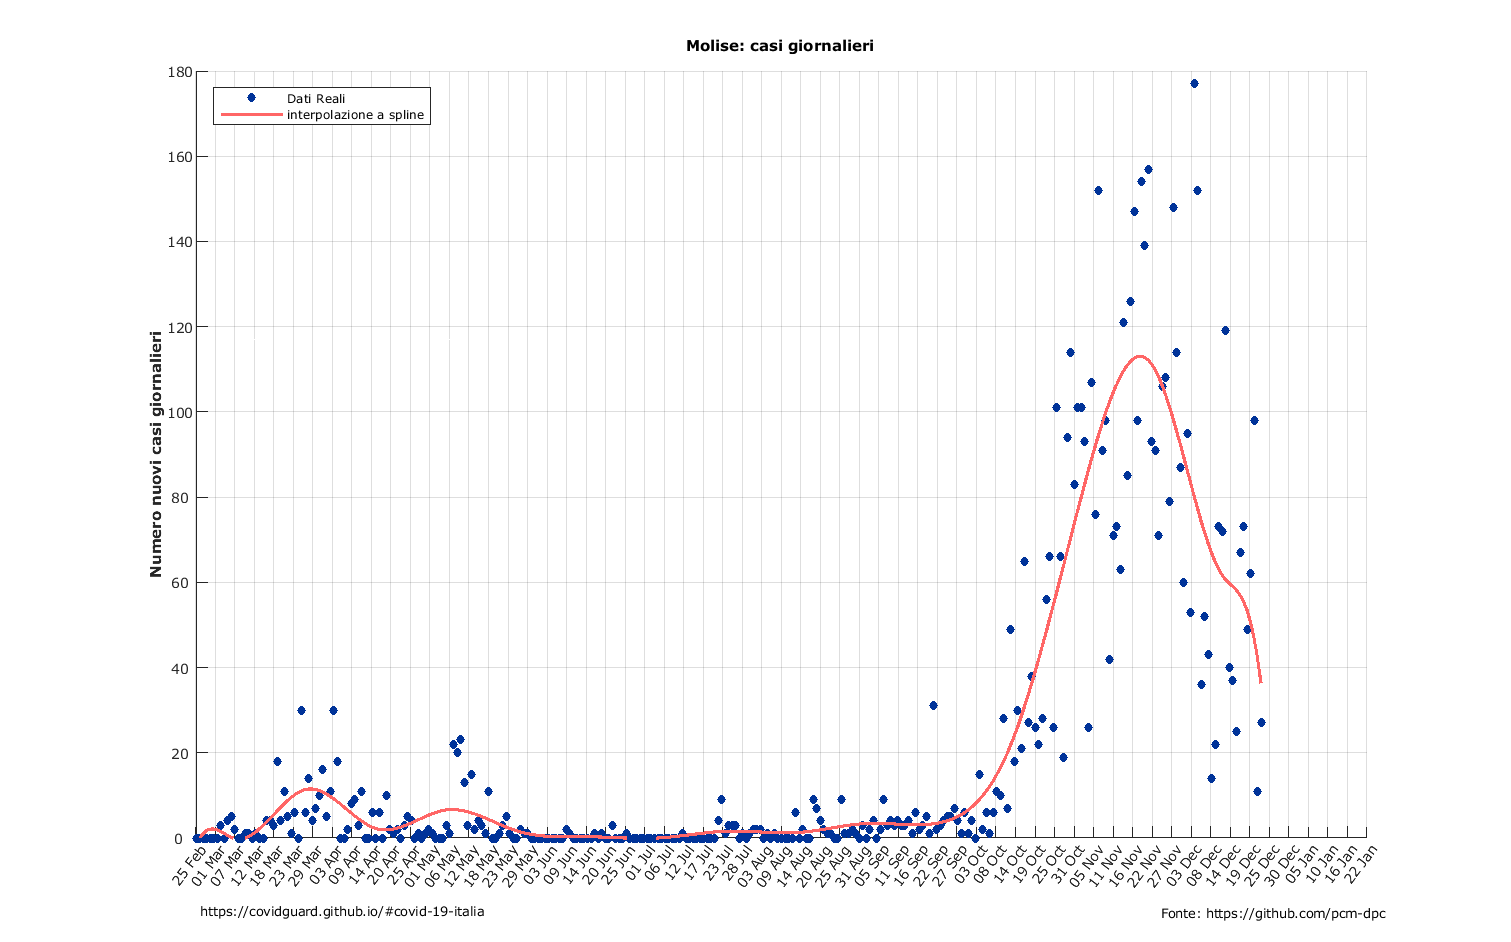 Molise: casi giornalieri
Dati Reali
interpolazione a spline
Numero nuovi casi giornalieri
180
160
140
120
100
80
60
40
20
0
25 Feb
01 Mar
07 Mar
12 Mar
18 Mar
23 Mar
29 Mar
03 Apr
09 Apr
14 Apr
20 Apr
25 Apr
01 May
06 May
12 May
18 May
23 May
29 May
03 Jun
09 Jun
14 Jun
20 Jun
25 Jun
01 Jul
06 Jul
12 Jul
17 Jul
23 Jul
28 Jul
03 Aug
09 Aug
14 Aug
20 Aug
25 Aug
31 Aug
05 Sep
11 Sep
16 Sep
22 Sep
27 Sep
03 Oct
08 Oct
14 Oct
19 Oct
25 Oct
31 Oct
05 Nov
11 Nov
16 Nov
22 Nov
27 Nov
03 Dec
08 Dec
14 Dec
19 Dec
25 Dec
30 Dec
05 Jan
10 Jan
16 Jan
22 Jan
https://covidguard.github.io/#covid-19-italia
Fonte: https://github.com/pcm-dpc